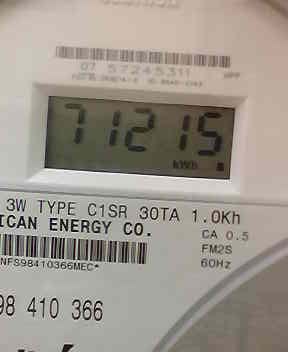 07 57245311
71215
kWh
3W TYPE C1SR 30TA 1.0Kh
ICAN ENERGY CO.
CA 0.5
FM2S
60Hz
NFS98410366MEC*
98 410 366